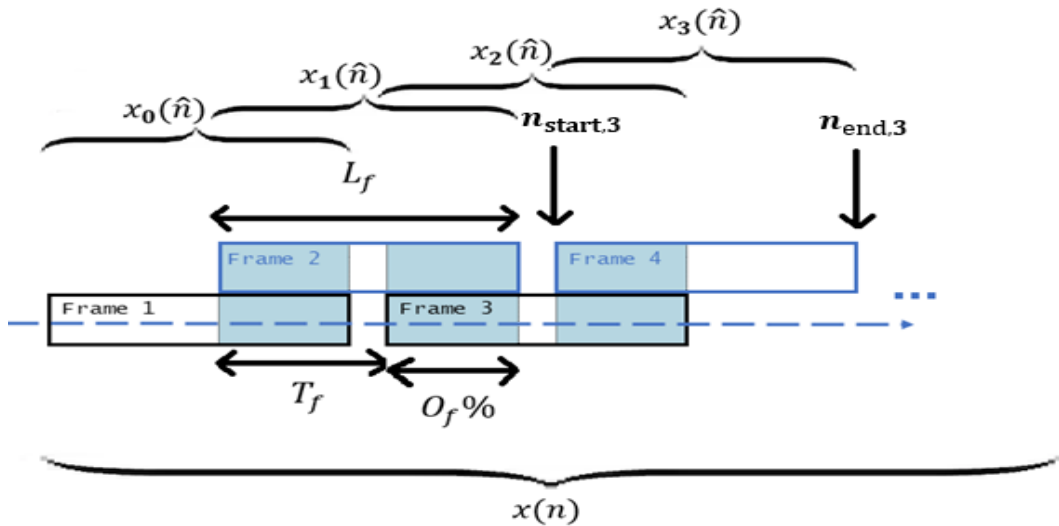 x₃(n̂)
x₂(n̂)
x₁(n̂)
x₀(n̂)
n_start,3
n_end,3
L_f
Frame 2
Frame 4
...
Frame 1
Frame 3
T_f
O_f%
x(n)